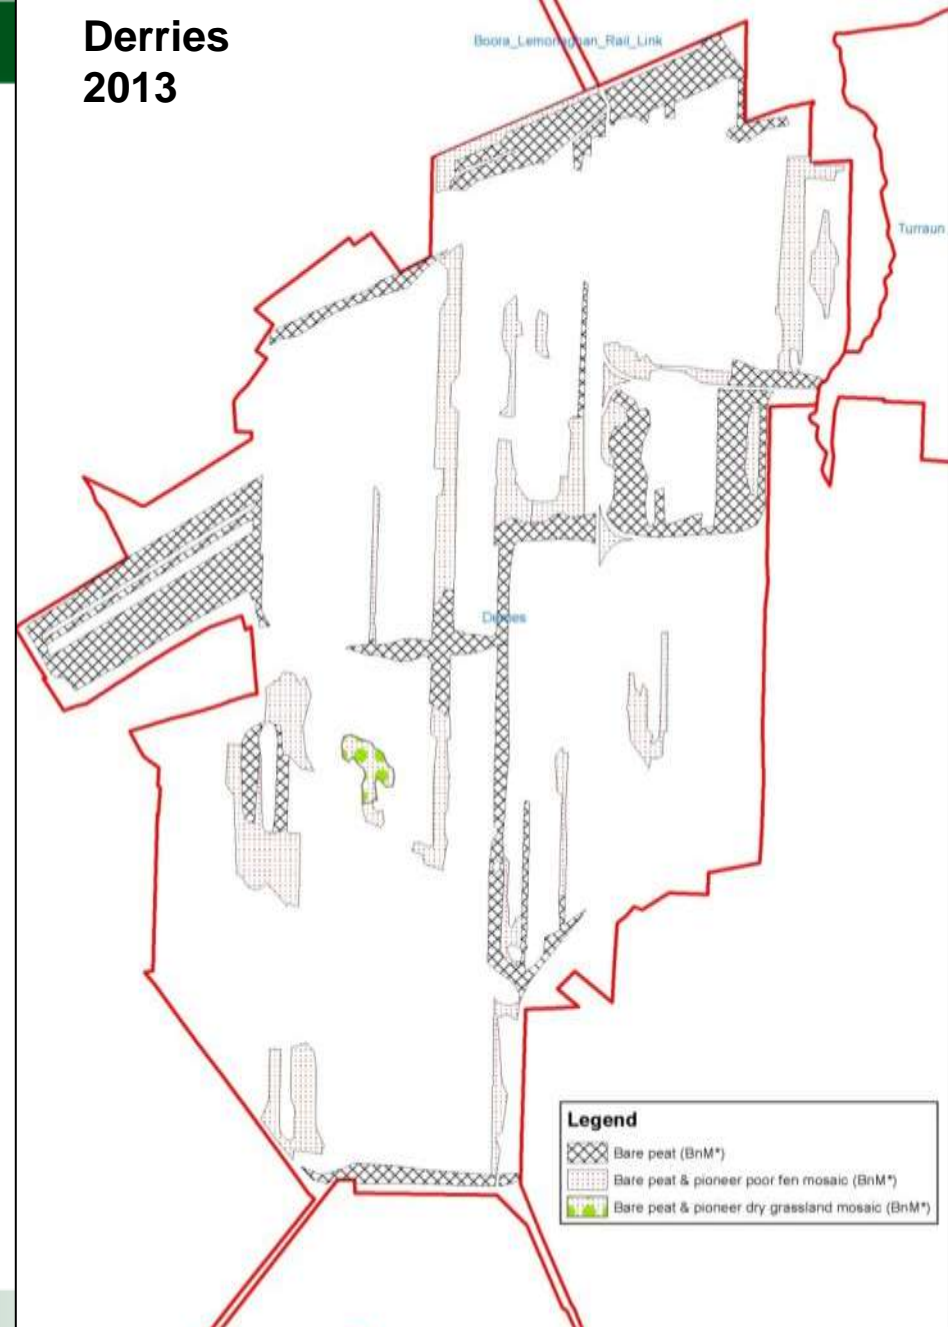 Derries
2013
Boora_Lemonaghan_Rail_Link
Turraun
Derries
Legend
Bare peat (BnM*)
Bare peat & pioneer poor fen mosaic (BnM*)
Bare peat & pioneer dry grassland mosaic (BnM*)